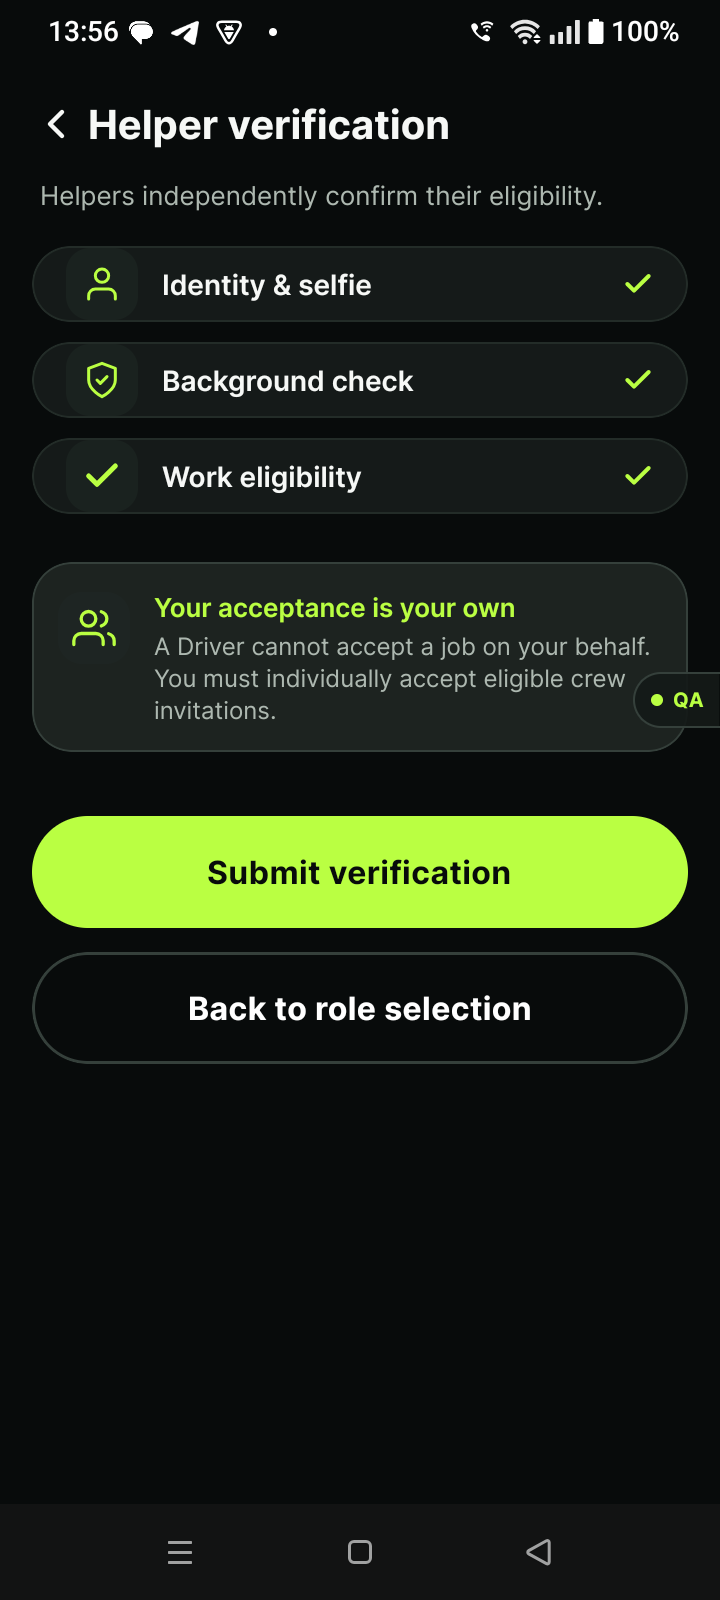 13:56
100%
Helper verification
Helpers independently confirm their eligibility.
Identity & selfie
Background check
Work eligibility
Your acceptance is your own
A Driver cannot accept a job on your behalf.
You must individually accept eligible crew
invitations.
QA
Submit verification
Back to role selection